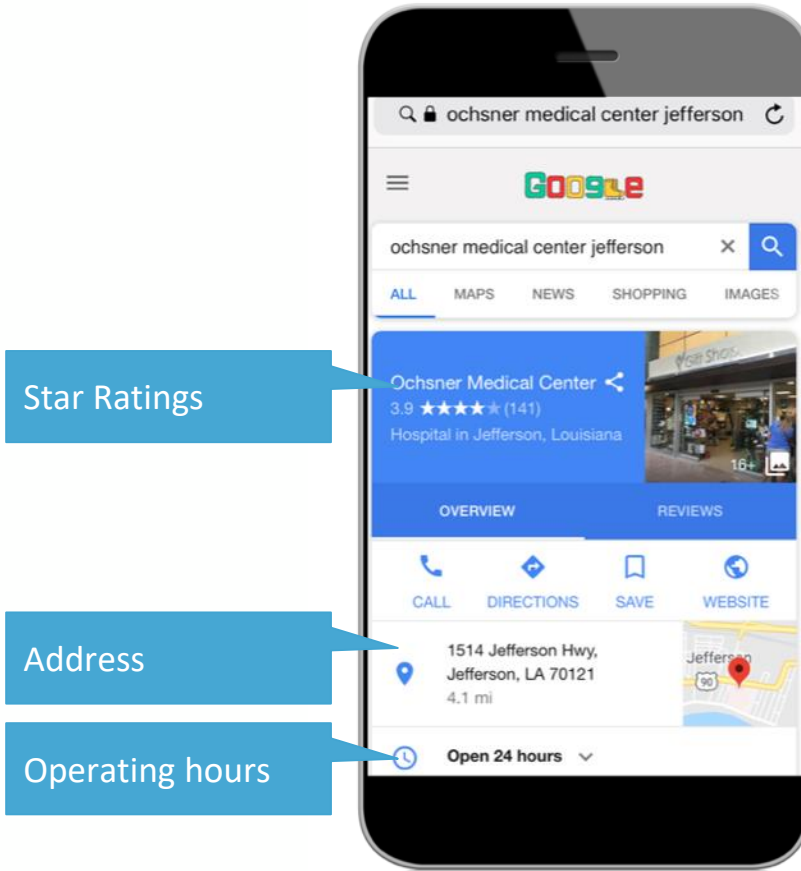 ochsner medical center jefferson
Google
ochsner medical center jefferson
ALL MAPS NEWS SHOPPING IMAGES
Star Ratings
Ochsner Medical Center
3.9 ★★★★★ (141)
Hospital in Jefferson, Louisiana
Gift Shop
16+
OVERVIEW REVIEWS
CALL DIRECTIONS SAVE WEBSITE
Address
1514 Jefferson Hwy,
Jefferson, LA 70121
4.1 mi
Jefferson
90
Operating hours
Open 24 hours